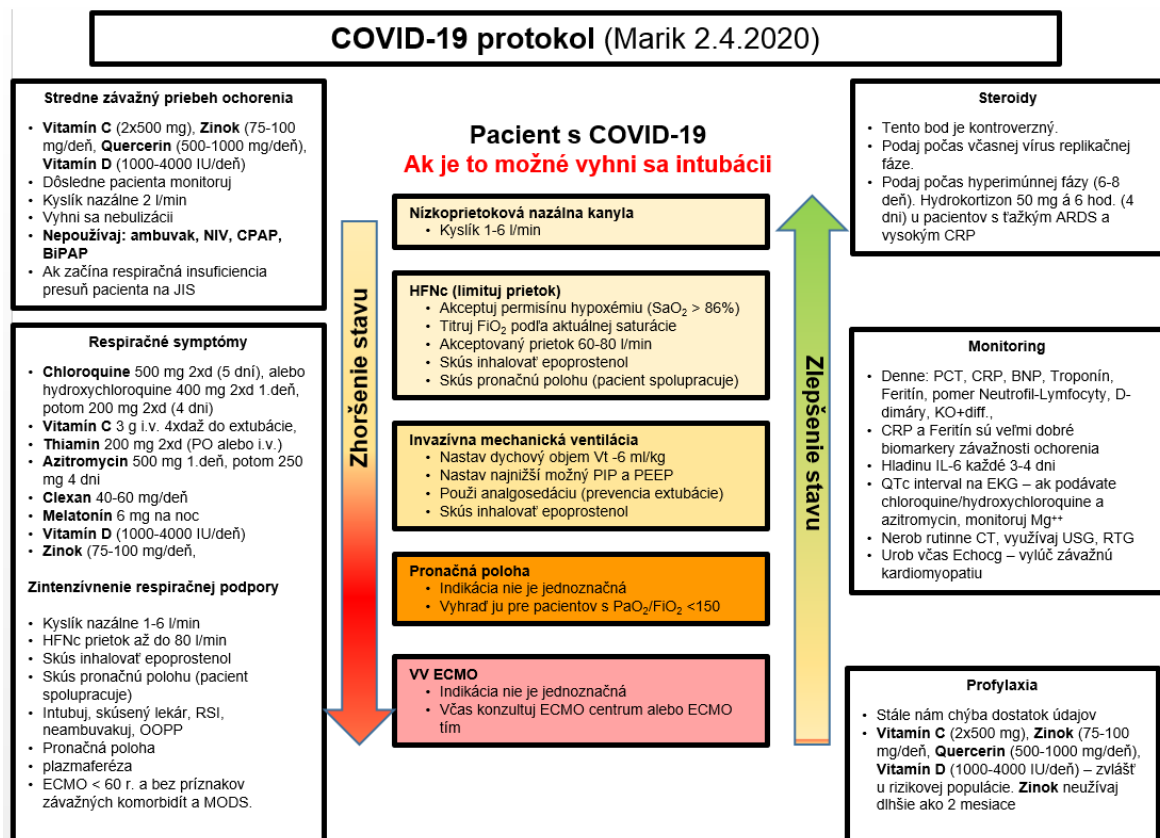 COVID-19 protokol (Marik 2.4.2020)
Stredne závažný priebeh ochorenia
• Vitamín C (2x500 mg), Zinok (75-100
mg/deň, Quercerin (500-1000 mg/deň),
Vitamín D (1000-4000 IU/deň)
• Dôsledne pacienta monitoruj
• Kyslík nazálne 2 l/min
• Vyhni sa nebulizácii
• Nepoužívaj: ambuvak, NIV, CPAP,
BiPAP
• Ak začína respiračná insuficiencia
presuň pacienta na JIS
Respiračné symptómy
• Chloroquine 500 mg 2xd (5 dní), alebo
hydroxychloroquine 400 mg 2xd 1.deň,
potom 200 mg 2xd (4 dni)
• Vitamín C 3 g i.v. 4xdaž do extubácie,
• Thiamin 200 mg 2xd (PO alebo i.v.)
• Azitromycin 500 mg 1.deň, potom 250
mg 4 dni
• Clexan 40-60 mg/deň
• Melatonín 6 mg na noc
• Vitamín D (1000-4000 IU/deň)
• Zinok (75-100 mg/deň,
Zintenzívnenie respiračnej podpory
• Kyslík nazálne 1-6 l/min
• HFNc prietok až do 80 l/min
• Skús inhalovať epoprostenol
• Skús pronačnú polohu (pacient
spolupracuje)
• Intubuj, skúsený lekár, RSI,
neambuvakuj, OOPP
• Pronačná poloha
• plazmaferéza
• ECMO < 60 r. a bez príznakov
závažných komorbidít a MODS.
Pacient s COVID-19
Ak je to možné vyhni sa intubácii
Zhoršenie stavu
Nízkoprietoková nazálna kanyla
• Kyslík 1-6 l/min
HFNc (limituj prietok)
• Akceptuj permisínu hypoxémiu (SaO₂ > 86%)
• Titruj FiO₂ podľa aktuálnej saturácie
• Akceptovaný prietok 60-80 l/min
• Skús inhalovať epoprostenol
• Skús pronačnú polohu (pacient spolupracuje)
Invazívna mechanická ventilácia
• Nastav dychový objem Vt -6 ml/kg
• Nastav najnižší možný PIP a PEEP
• Použi analgosedáciu (prevencia extubácie)
• Skús inhalovať epoprostenol
Pronačná poloha
• Indikácia nie je jednoznačná
• Vyhraď ju pre pacientov s PaO₂/FiO₂ <150
VV ECMO
• Indikácia nie je jednoznačná
• Včas konzultuj ECMO centrum alebo ECMO
tím
Zlepšenie stavu
Steroidy
• Tento bod je kontroverzný.
• Podaj počas včasnej vírus replikačnej
fáze.
• Podaj počas hyperimúnnej fázy (6-8
deň). Hydrokortizon 50 mg á 6 hod. (4
dni) u pacientov s ťažkým ARDS a
vysokým CRP
Monitoring
• Denne: PCT, CRP, BNP, Troponín,
Feritín, pomer Neutrofil-Lymfocyty, D-
dimáry, KO+diff.,
• CRP a Feritín sú veľmi dobré
biomarkery závažnosti ochorenia
• Hladinu IL-6 každé 3-4 dni
• QTc interval na EKG – ak podávate
chloroquine/hydroxychloroquine a
azitromycin, monitoruj Mg⁺⁺
• Nerob rutinne CT, využívaj USG, RTG
• Urob včas Echocg – vylúč závažnú
kardiomyopatiu
Profylaxia
• Stále nám chýba dostatok údajov
• Vitamín C (2x500 mg), Zinok (75-100
mg/deň, Quercerin (500-1000 mg/deň),
Vitamín D (1000-4000 IU/deň) – zvlášť
u rizikovej populácie. Zinok neužívaj
dlhšie ako 2 mesiace